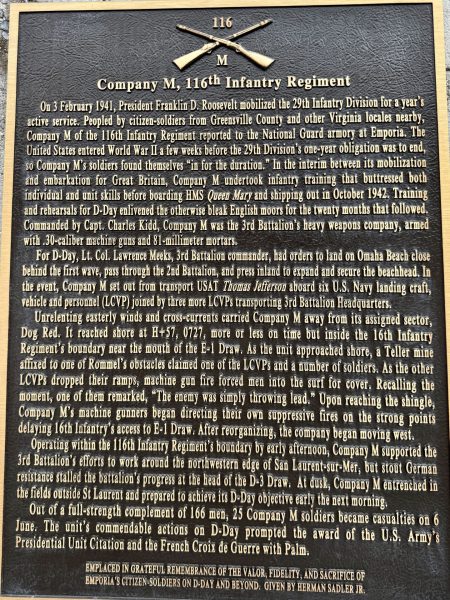 116
M
Company M, 116th Infantry Regiment
On 3 February 1941, President Franklin D. Roosevelt mobilized the 29th Infantry Division for a year's
active service. Peopled by citizen-soldiers from Greensville County and other Virginia locales nearby,
Company M of the 116th Infantry Regiment reported to the National Guard armory at Emporia. The
United States entered World War II a few weeks before the 29th Division's one-year obligation was to end,
so Company M's soldiers found themselves "in for the duration." In the interim between its mobilization
and embarkation for Great Britain, Company M undertook infantry training that buttressed both
individual and unit skills before boarding HMS Queen Mary and shipping out in October 1942. Training
and rehearsals for D-Day enlivened the otherwise bleak English moors for the twenty months that followed.
Commanded by Capt. Charles Kidd, Company M was the 3rd Battalion's heavy weapons company, armed
with .30-caliber machine guns and 81-millimeter mortars.
For D-Day, Lt. Col. Lawrence Meeks, 3rd Battalion commander, had orders to land on Omaha Beach close
behind the first wave, pass through the 2nd Battalion, and press inland to expand and secure the beachhead. In
the event, Company M set out from transport USAT Thomas Jefferson aboard six U.S. Navy landing craft,
vehicle and personnel (LCVP) joined by three more LCVPs transporting 3rd Battalion Headquarters.
Unrelenting easterly winds and cross-currents carried Company M away from its assigned sector,
Dog Red. It reached shore at H+57, 0727, more or less on time but inside the 16th Infantry
Regiment's boundary near the mouth of the E-1 Draw. As the unit approached shore, a Teller mine
affixed to one of Rommel's obstacles claimed one of the LCVPs and a number of soldiers. As the other
LCVPs dropped their ramps, machine gun fire forced men into the surf for cover. Recalling the
moment, one of them remarked, "The enemy was simply throwing lead." Upon reaching the shingle,
Company M's machine gunners began directing their own suppressive fires on the strong points
delaying 16th Infantry's access to E-1 Draw. After reorganizing, the company began moving west.
Operating within the 116th Infantry Regiment's boundary by early afternoon, Company M supported the
3rd Battalion's efforts to work around the northwestern edge of San Laurent-sur-Mer, but stout German
resistance stalled the battalion's progress at the head of the D-3 Draw. At dusk, Company M entrenched in
the fields outside St Laurent and prepared to achieve its D-Day objective early the next morning.
Out of a full-strength complement of 166 men, 25 Company M soldiers became casualties on 6
June. The unit's commendable actions on D-Day prompted the award of the U.S. Army's
Presidential Unit Citation and the French Croix de Guerre with Palm.
EMPLACED IN GRATEFUL REMEMBRANCE OF THE VALOR, FIDELITY, AND SACRIFICE OF
EMPORIA'S CITIZEN-SOLDIERS ON D-DAY AND BEYOND. GIVEN BY HERMAN SADLER JR.